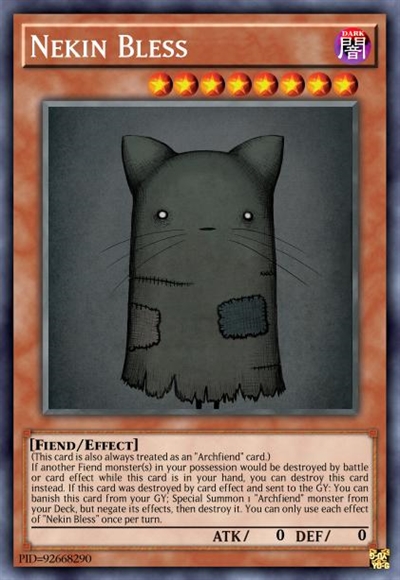 NEKIN BLESS
DARK
闇
[FIEND/EFFECT]
(This card is also always treated as an "Archfiend" card.)
If another Fiend monster(s) in your possession would be destroyed by battle
or card effect while this card is in your hand, you can destroy this card
instead. If this card was destroyed by card effect and sent to the GY: You can
banish this card from your GY; Special Summon 1 "Archfiend" monster from
your Deck, but negate its effects, then destroy it. You can only use each effect
of "Nekin Bless" once per turn.
ATK/ 0 DEF/ 0
PID=92668290